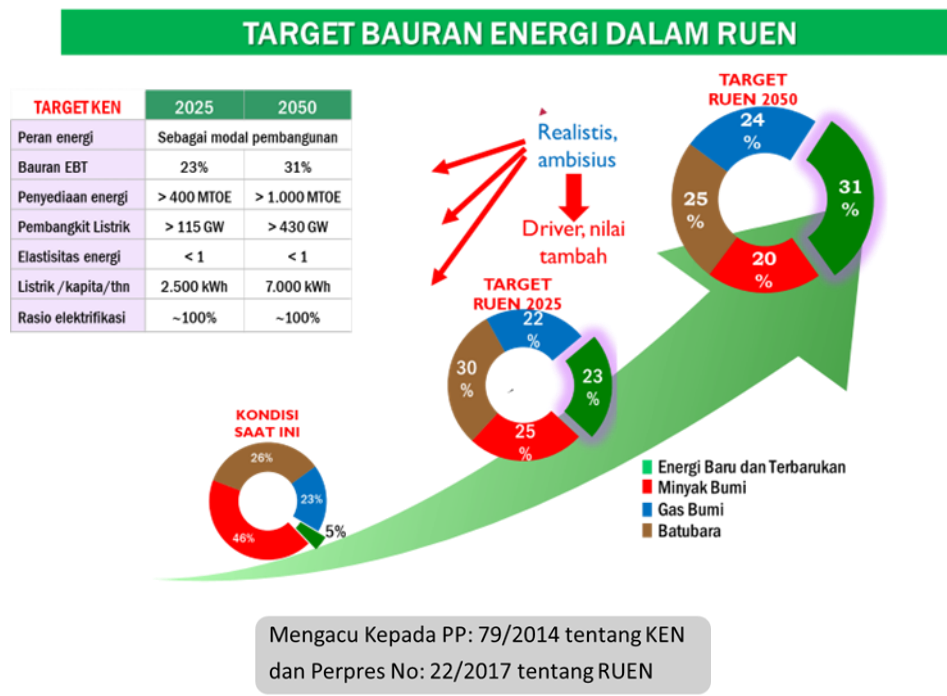 TARGET BAURAN ENERGI DALAM RUEN
TARGET KEN 2025 2050
Peran energi Sebagai modal pembangunan
Bauran EBT 23% 31%
Penyediaan energi > 400 MTOE > 1.000 MTOE
Pembangkit Listrik > 115 GW > 430 GW
Elastisitas energi < 1 < 1
Listrik /kapita/thn 2.500 kWh 7.000 kWh
Rasio elektrifikasi ~100% ~100%
Realistis,
ambisius
Driver, nilai
tambah
TARGET
RUEN 2050
24
%
31
%
25
%
20
%
TARGET
RUEN 2025
22
%
30
%
23
%
25
%
KONDISI
SAAT INI
26%
23%
5%
46%
Energi Baru dan Terbarukan
Minyak Bumi
Gas Bumi
Batubara
Mengacu Kepada PP: 79/2014 tentang KEN
dan Perpres No: 22/2017 tentang RUEN